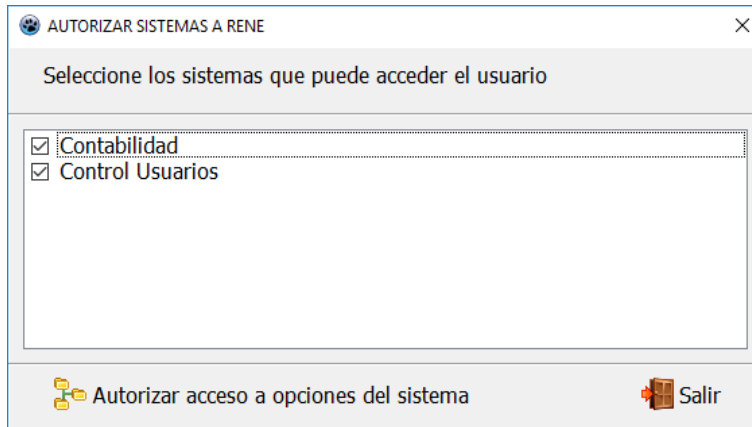 AUTORIZAR SISTEMAS A RENE
Seleccione los sistemas que puede acceder el usuario
Contabilidad
Control Usuarios
Autorizar acceso a opciones del sistema
Salir